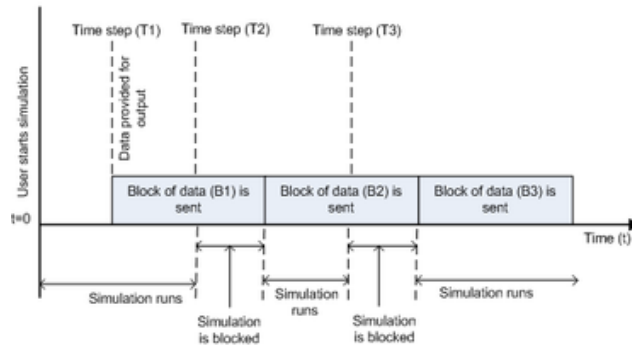 Time step (T1)
Time step (T2)
Time step (T3)
User starts simulation
Data provided for
output
Block of data (B1) is
sent
Block of data (B2) is
sent
Block of data (B3) is
sent
t=0
Time (t)
Simulation runs
Simulation
runs
Simulation runs
Simulation
is blocked
Simulation
is blocked